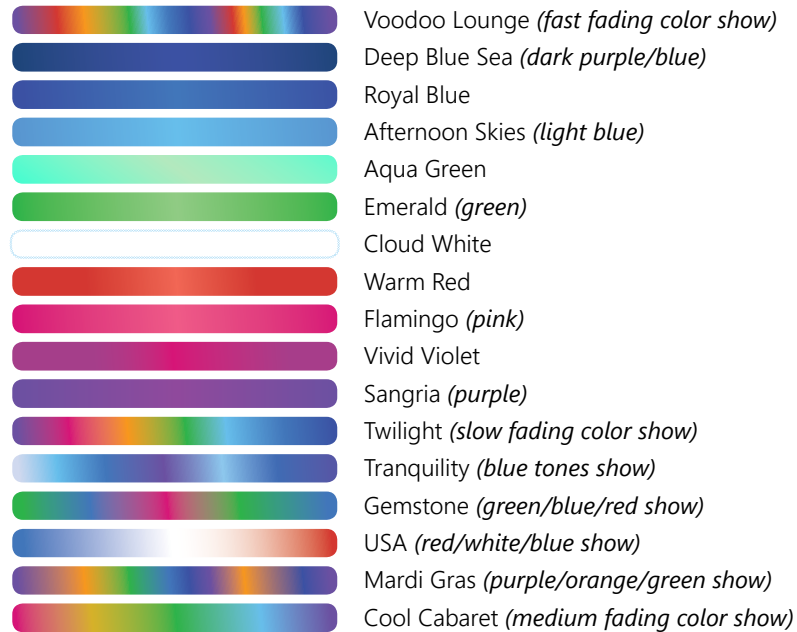 Voodoo Lounge (fast fading color show)
Deep Blue Sea (dark purple/blue)
Royal Blue
Afternoon Skies (light blue)
Aqua Green
Emerald (green)
Cloud White
Warm Red
Flamingo (pink)
Vivid Violet
Sangria (purple)
Twilight (slow fading color show)
Tranquility (blue tones show)
Gemstone (green/blue/red show)
USA (red/white/blue show)
Mardi Gras (purple/orange/green show)
Cool Cabaret (medium fading color show)